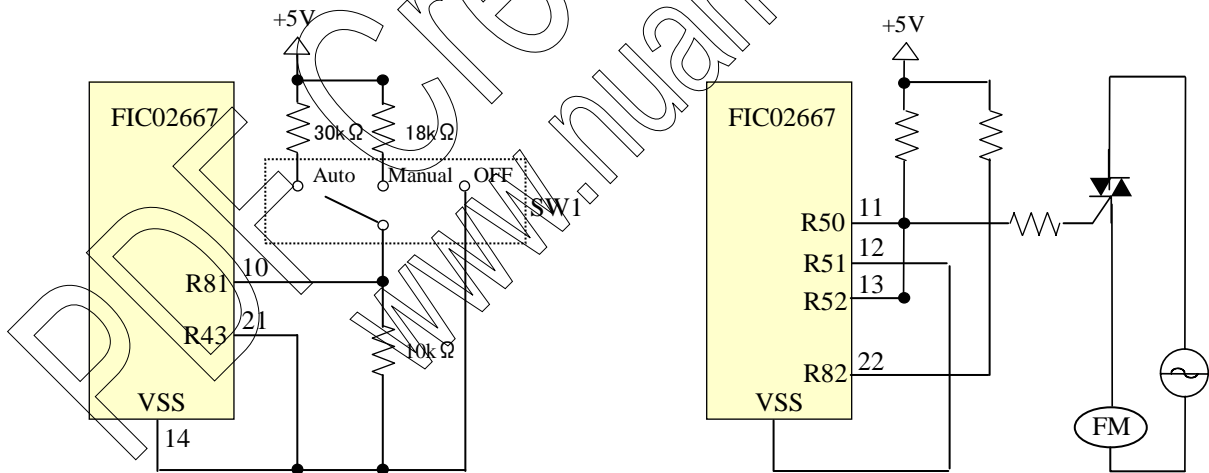 +5V
FIC02667
30kΩ
18kΩ
Auto
Manual
OFF
SW1
R81
10
R43
21
10kΩ
VSS
14
+5V
FIC02667
R50
11
R51
12
R52
13
R82
22
VSS
FM